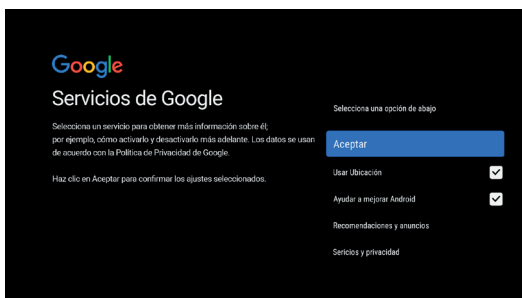 Google
Servicios de Google
Selecciona un servicio para obtener más información sobre él;
por ejemplo, cómo activarlo y desactivarlo más adelante. Los datos se usan
de acuerdo con la Política de Privacidad de Google.
Haz clic en Aceptar para confirmar los ajustes seleccionados.
Selecciona una opción de abajo
Aceptar
Usar Ubicación
Ayudar a mejorar Android
Recomendaciones y anuncios
Sericios y privacidad